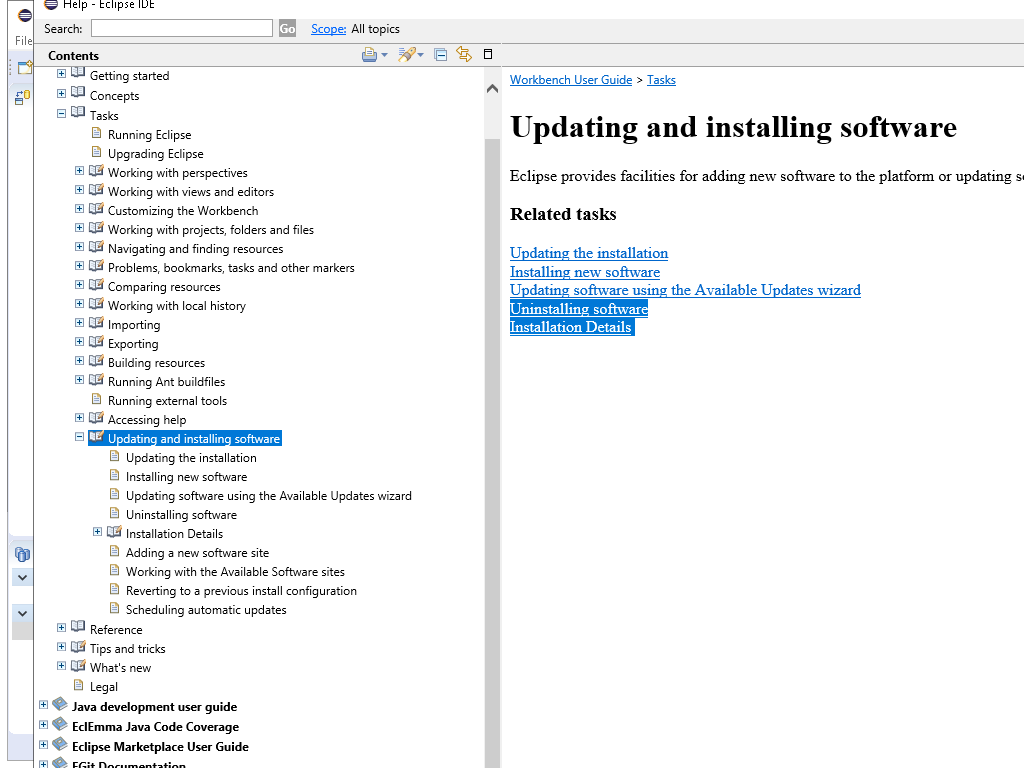 Help - Eclipse IDE
File
Search: Go Scope: All topics
Contents
Getting started
Concepts
Tasks
Running Eclipse
Upgrading Eclipse
Working with perspectives
Working with views and editors
Customizing the Workbench
Working with projects, folders and files
Navigating and finding resources
Problems, bookmarks, tasks and other markers
Comparing resources
Working with local history
Importing
Exporting
Building resources
Running Ant buildfiles
Running external tools
Accessing help
Updating and installing software
Updating the installation
Installing new software
Updating software using the Available Updates wizard
Uninstalling software
Installation Details
Adding a new software site
Working with the Available Software sites
Reverting to a previous install configuration
Scheduling automatic updates
Reference
Tips and tricks
What's new
Legal
Java development user guide
EclEmma Java Code Coverage
Eclipse Marketplace User Guide
EGit Documentation
Workbench User Guide > Tasks
Updating and installing software
Eclipse provides facilities for adding new software to the platform or updating
Related tasks
Updating the installation
Installing new software
Updating software using the Available Updates wizard
Uninstalling software
Installation Details